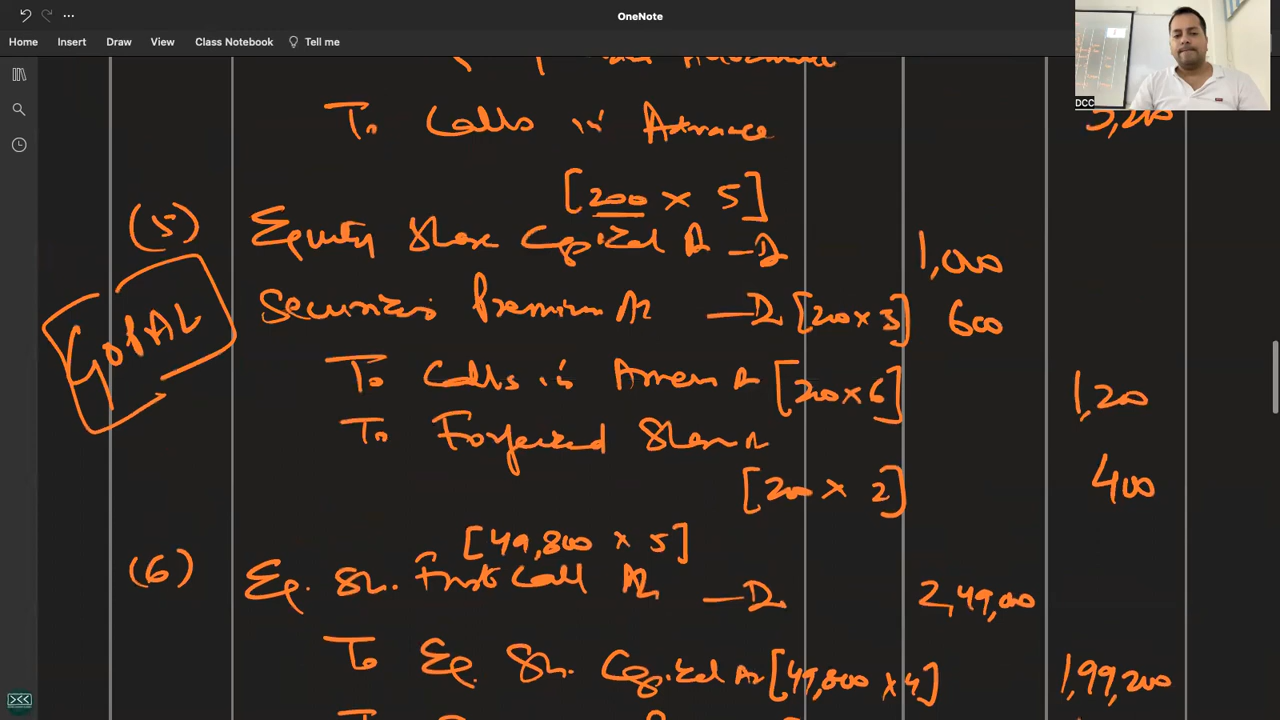 OneNote
Home Insert Draw View Class Notebook Tell me
DCC
To Calls in Advance
[200 × 5]
(5) Equity Share Capital A/c —Dr 1,000
Securities Premium A/c —Dr [200×3] 600
GOPAL
To Calls in Arrears A/c [200×6] 1,200
To Forfeited Shares A/c
[200 × 2] 400
[49,800 × 5]
(6) Eq. Sh. First Call A/c —Dr 2,49,000
To Eq. Sh. Capital A/c [49,800 × 4] 1,99,200